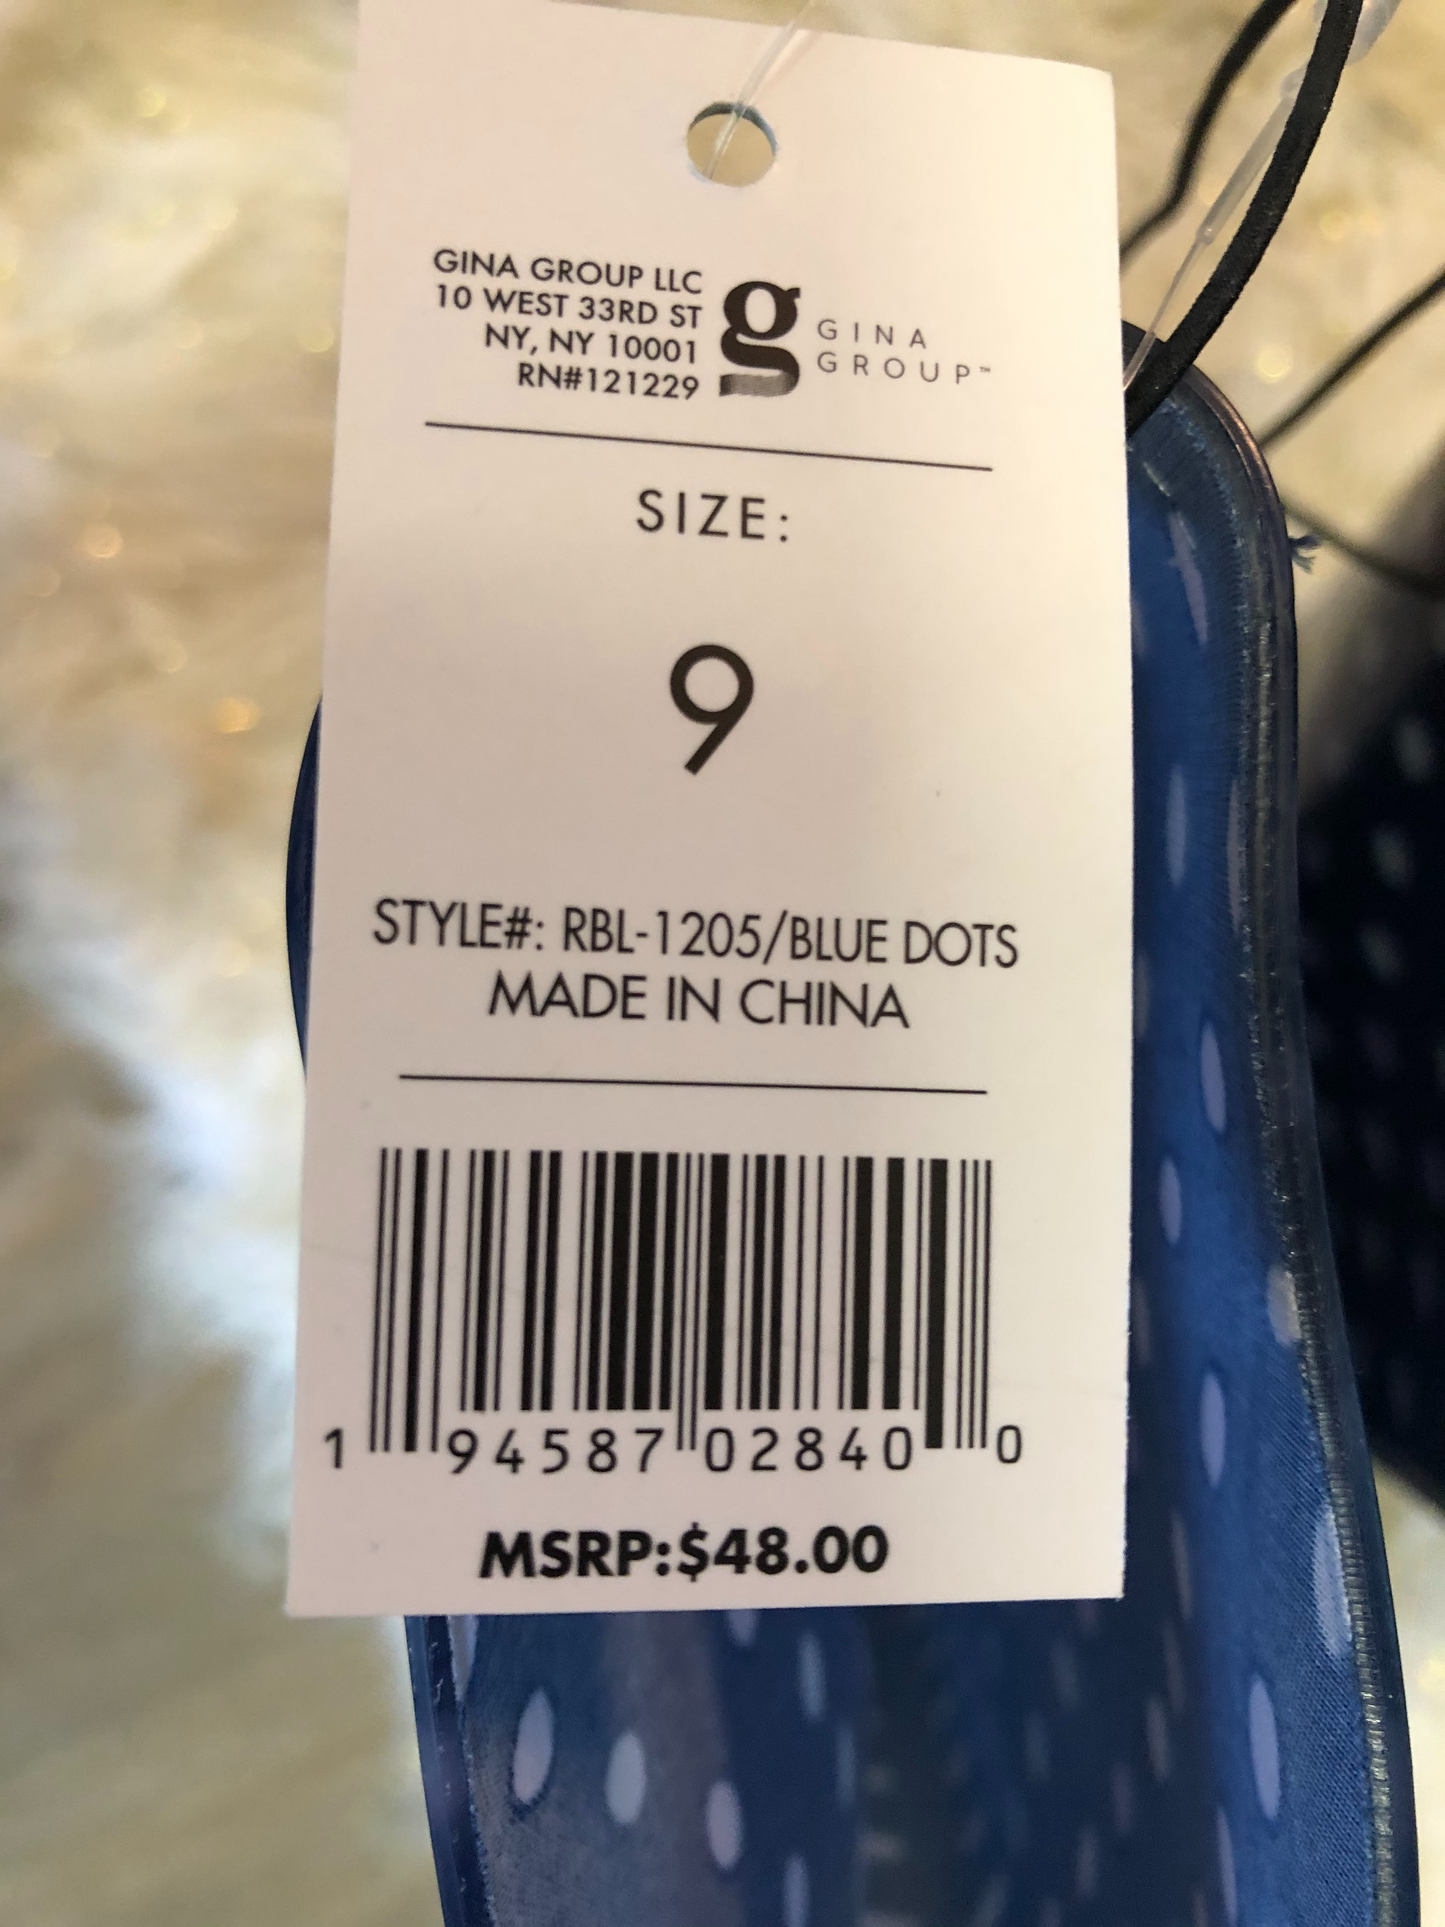 GINA GROUP LLC
10 WEST 33RD ST
NY, NY 10001
RN#121229
g
GINA
GROUP™
SIZE:
9
STYLE#: RBL-1205/BLUE DOTS
MADE IN CHINA
1 94587 02840 0
MSRP:$48.00